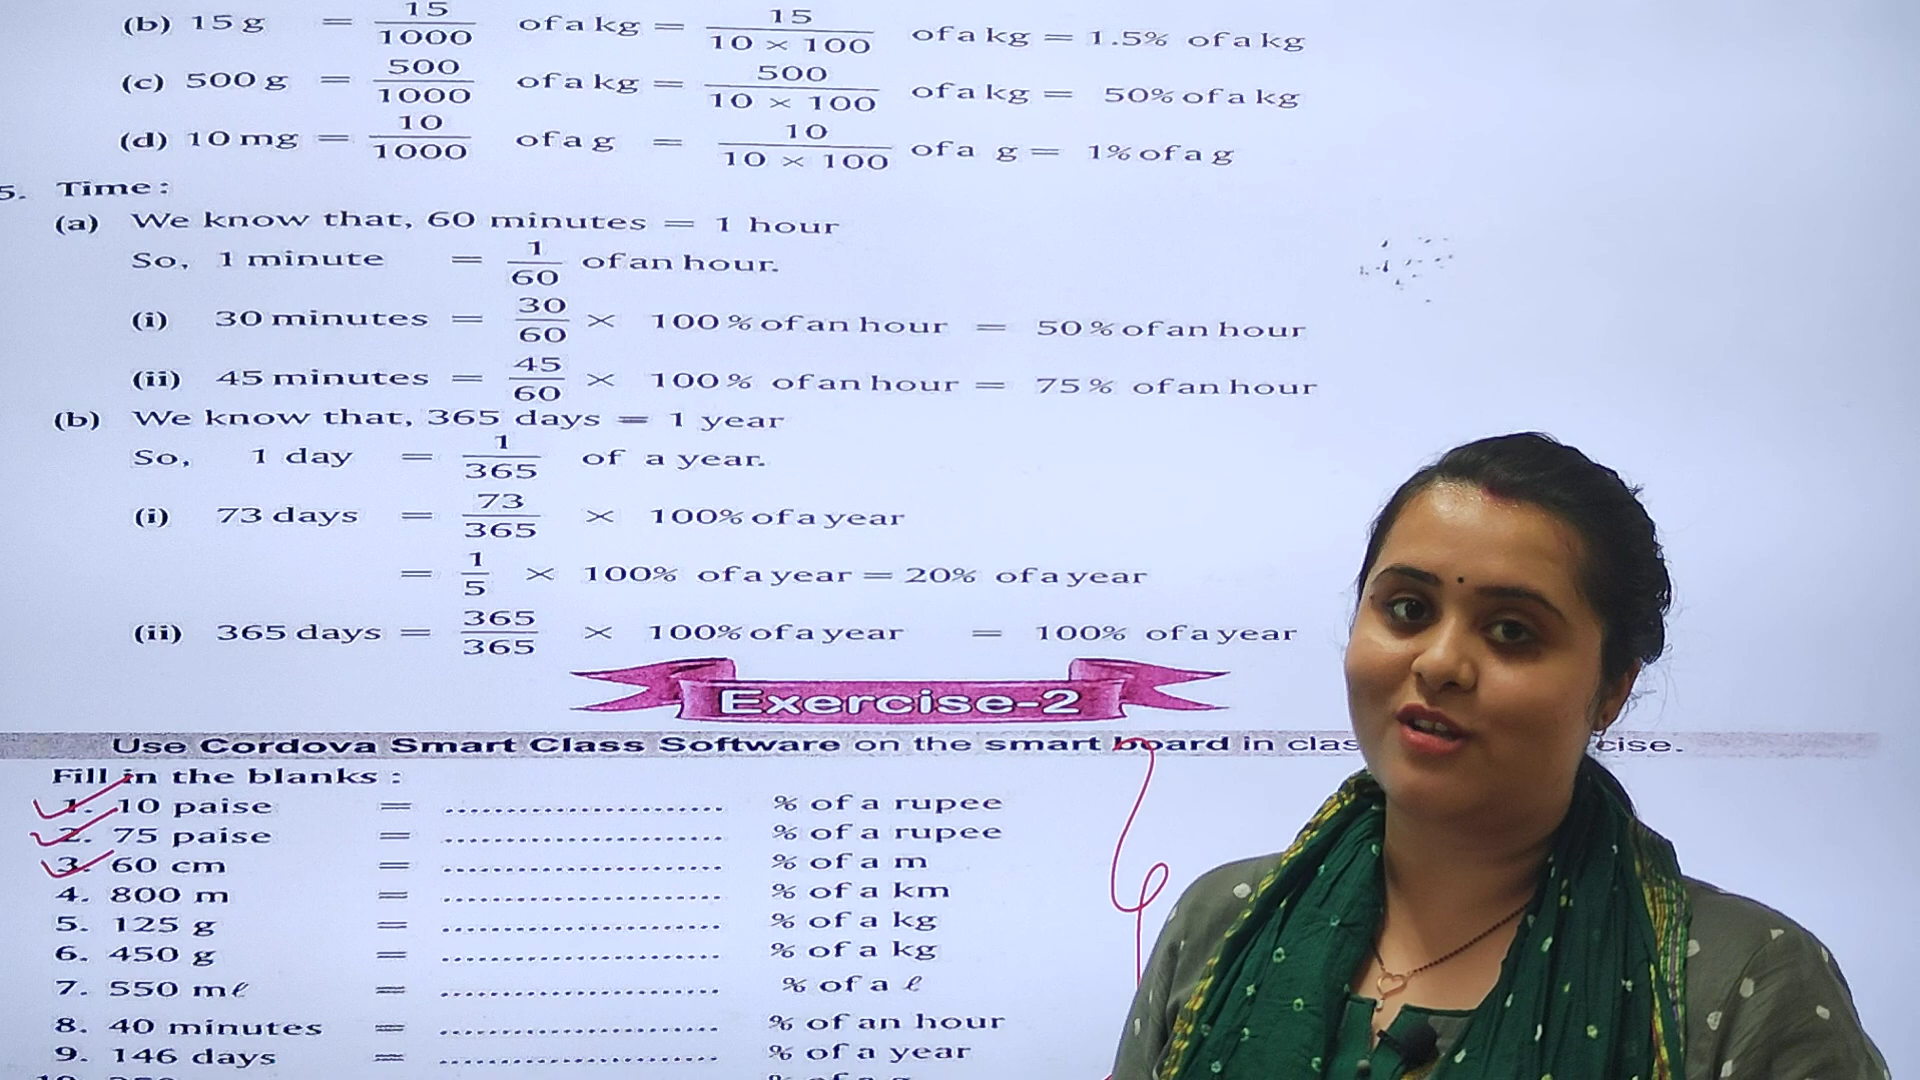 (b) 15 g = 15/1000 of a kg = 15/(10 × 100) of a kg = 1.5% of a kg
(c) 500 g = 500/1000 of a kg = 500/(10 × 100) of a kg = 50% of a kg
(d) 10 mg = 10/1000 of a g = 10/(10 × 100) of a g = 1% of a g
5. Time :
(a) We know that, 60 minutes = 1 hour
So, 1 minute = 1/60 of an hour.
(i) 30 minutes = 30/60 × 100 % of an hour = 50 % of an hour
(ii) 45 minutes = 45/60 × 100 % of an hour = 75 % of an hour
(b) We know that, 365 days = 1 year
So, 1 day = 1/365 of a year.
(i) 73 days = 73/365 × 100% of a year
= 1/5 × 100% of a year = 20% of a year
(ii) 365 days = 365/365 × 100% of a year = 100% of a year
Exercise-2
Use Cordova Smart Class Software on the smart board in clas cise.
Fill in the blanks :
1. 10 paise = .............................. % of a rupee
2. 75 paise = .............................. % of a rupee
3. 60 cm = .............................. % of a m
4. 800 m = .............................. % of a km
5. 125 g = .............................. % of a kg
6. 450 g = .............................. % of a kg
7. 550 mℓ = .............................. % of a ℓ
8. 40 minutes = .............................. % of an hour
9. 146 days = .............................. % of a year